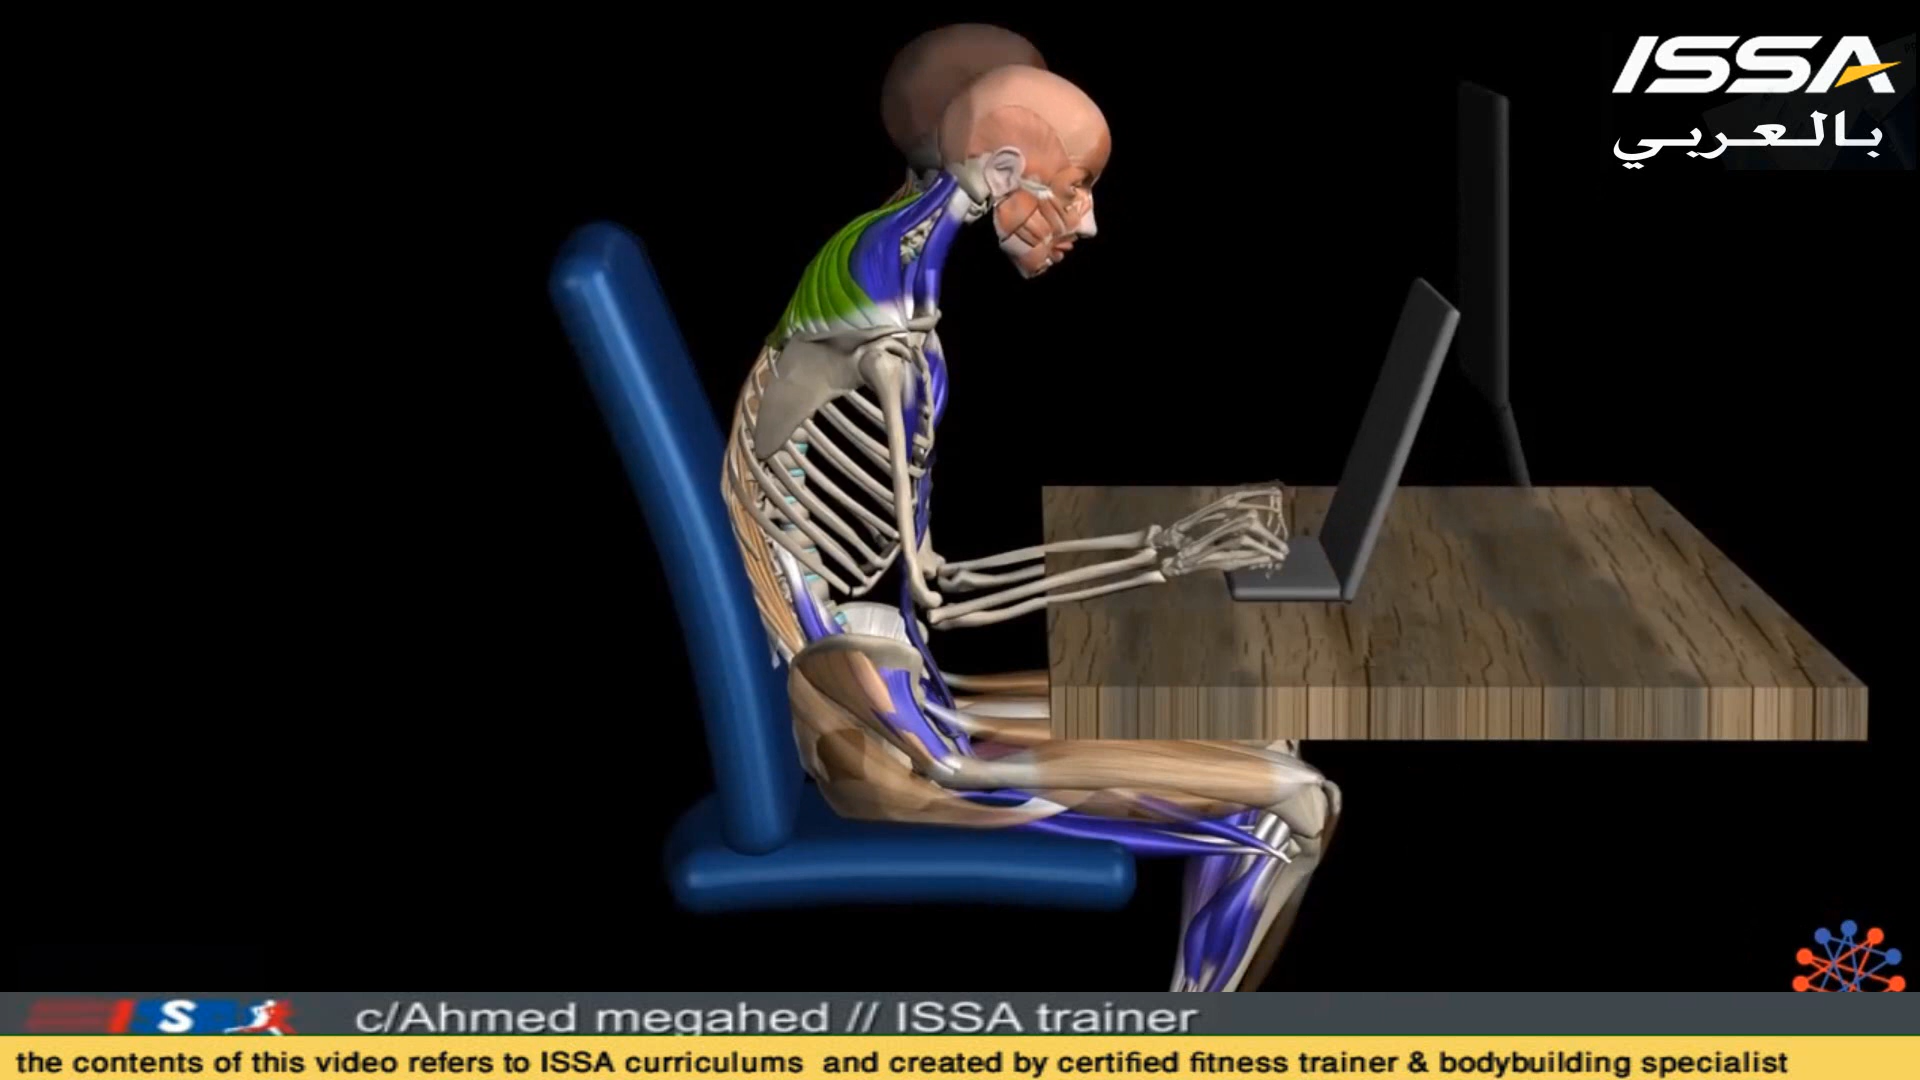 ISSA
بالعربي
ISSA
c/Ahmed megahed // ISSA trainer
the contents of this video refers to ISSA curriculums and created by certified fitness trainer & bodybuilding specialist